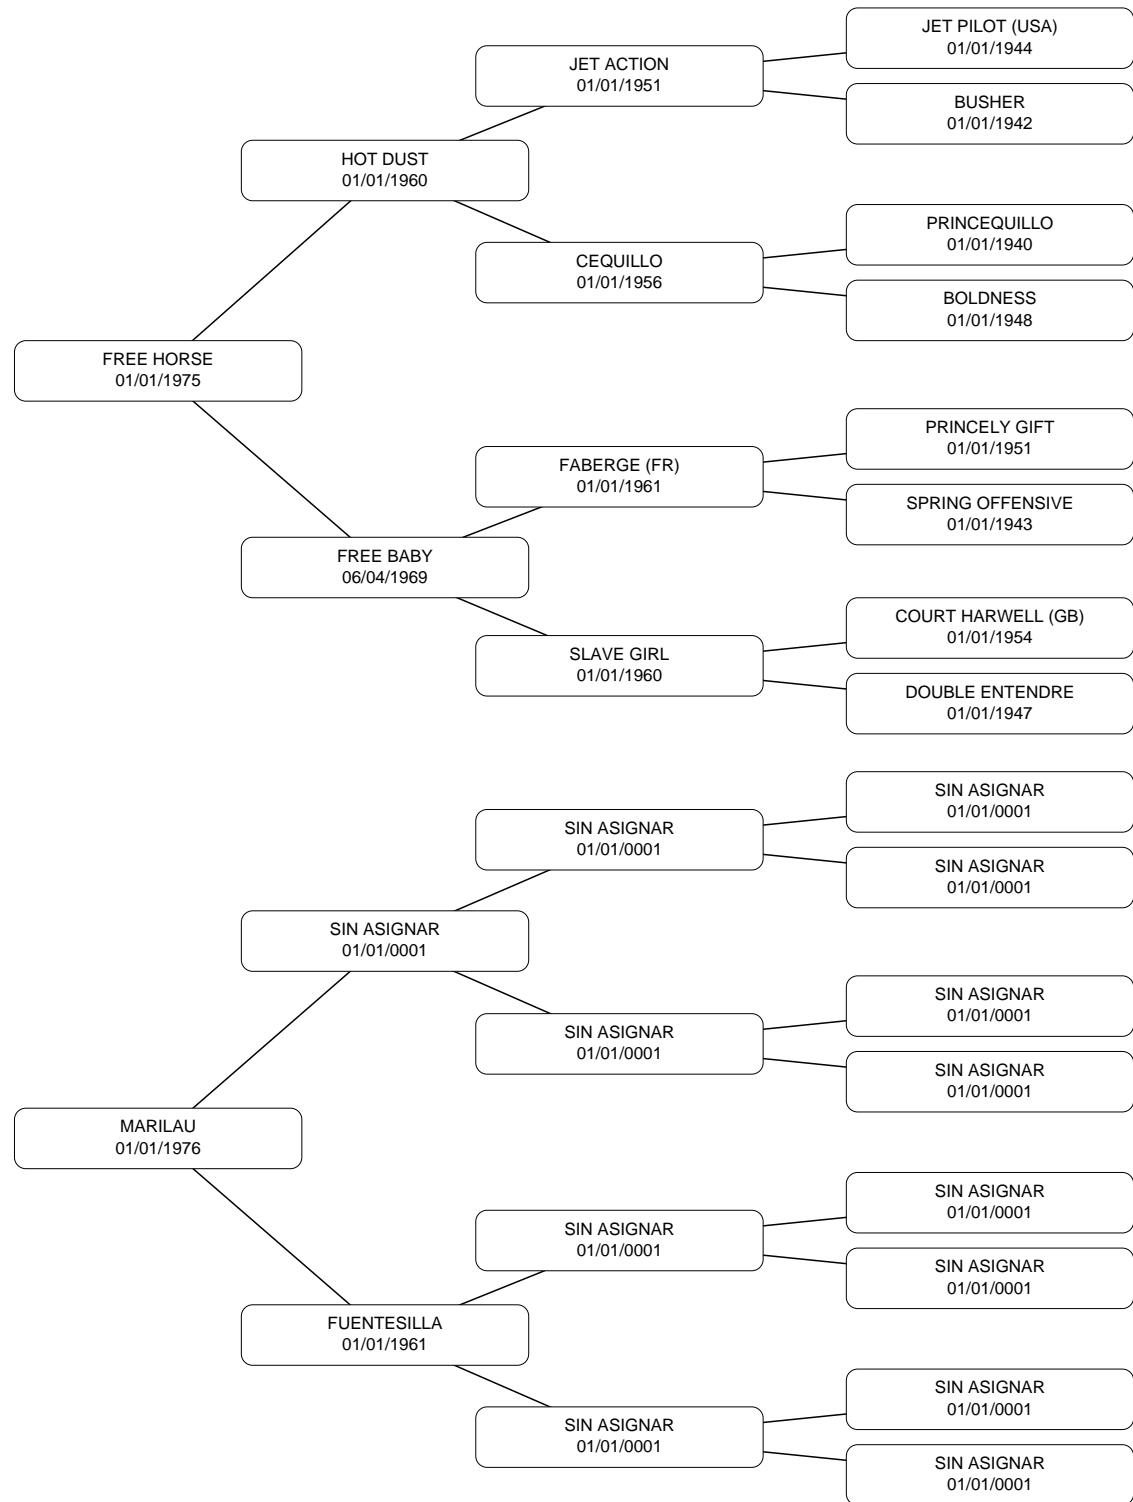 JET PILOT (USA)
01/01/1944
JET ACTION
01/01/1951
BUSHER
01/01/1942
HOT DUST
01/01/1960
PRINCEQUILLO
01/01/1940
CEQUILLO
01/01/1956
BOLDNESS
01/01/1948
FREE HORSE
01/01/1975
PRINCELY GIFT
01/01/1951
FABERGE (FR)
01/01/1961
SPRING OFFENSIVE
01/01/1943
FREE BABY
06/04/1969
COURT HARWELL (GB)
01/01/1954
SLAVE GIRL
01/01/1960
DOUBLE ENTENDRE
01/01/1947
SIN ASIGNAR
01/01/0001
SIN ASIGNAR
01/01/0001
SIN ASIGNAR
01/01/0001
SIN ASIGNAR
01/01/0001
SIN ASIGNAR
01/01/0001
SIN ASIGNAR
01/01/0001
SIN ASIGNAR
01/01/0001
MARILAU
01/01/1976
SIN ASIGNAR
01/01/0001
SIN ASIGNAR
01/01/0001
SIN ASIGNAR
01/01/0001
FUENTESILLA
01/01/1961
SIN ASIGNAR
01/01/0001
SIN ASIGNAR
01/01/0001
SIN ASIGNAR
01/01/0001